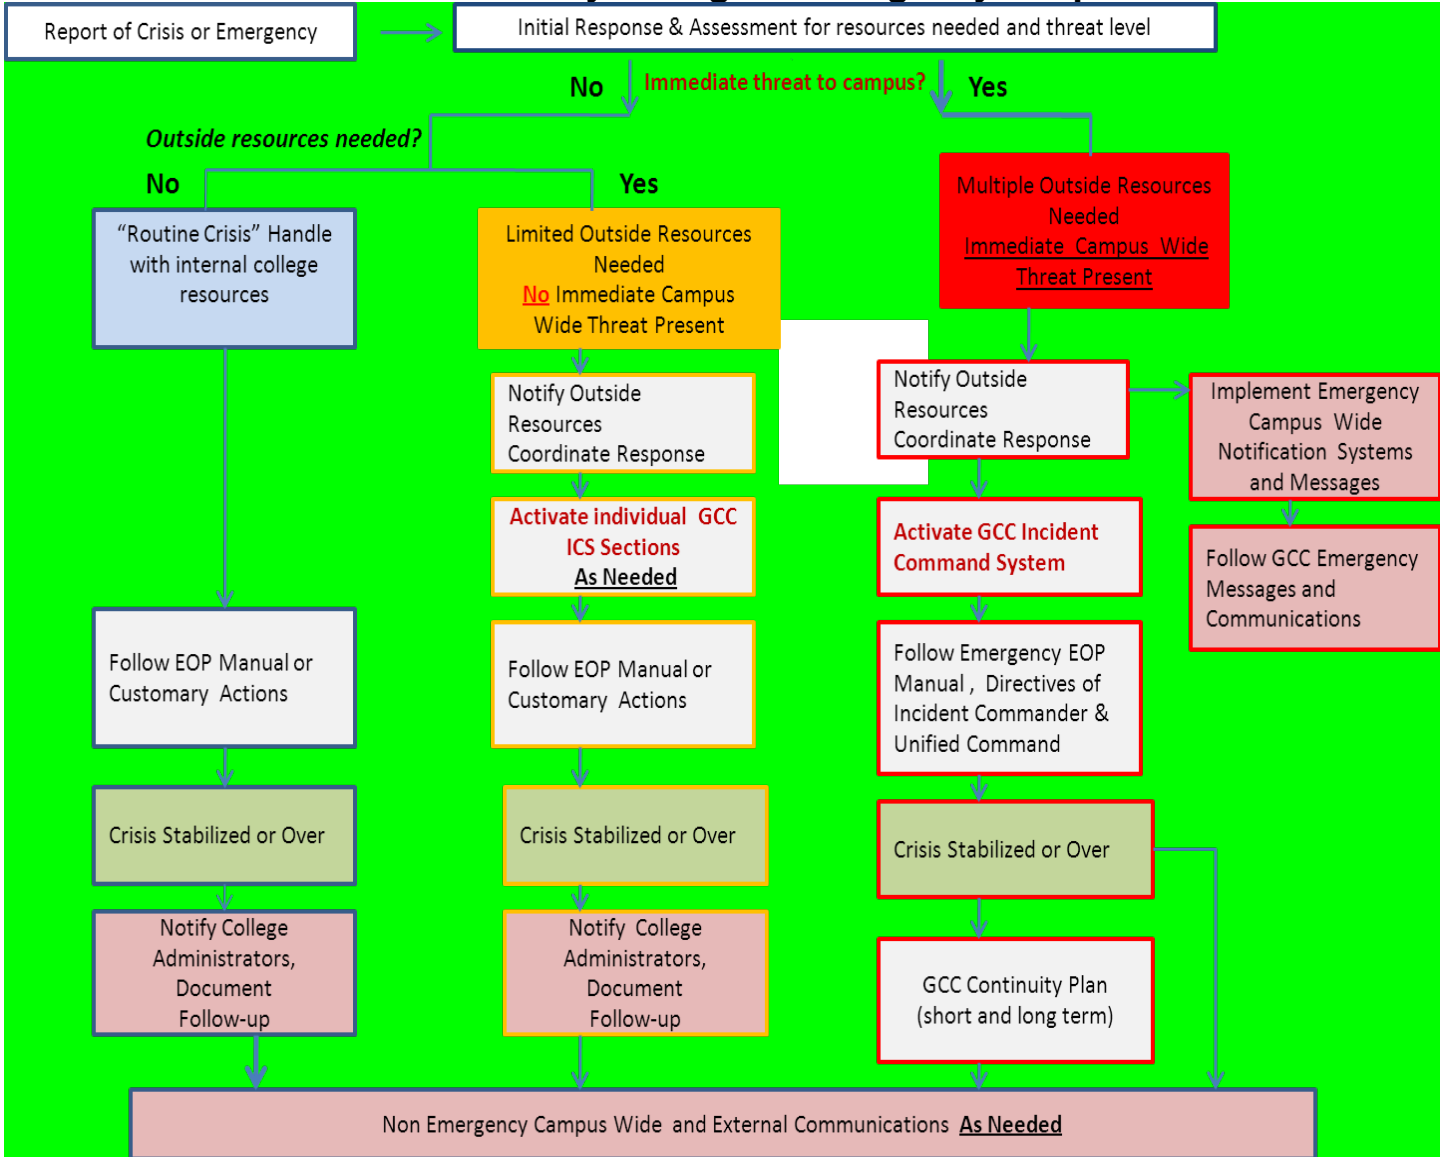 Report of Crisis or Emergency
Initial Response & Assessment for resources needed and threat level
No
Immediate threat to campus?
Yes
Outside resources needed?
No
Yes
“Routine Crisis” Handle
with internal college
resources
Limited Outside Resources
Needed
No Immediate Campus
Wide Threat Present
Multiple Outside Resources
Needed
Immediate Campus Wide
Threat Present
Notify Outside
Resources
Coordinate Response
Notify Outside
Resources
Coordinate Response
Implement Emergency
Campus Wide
Notification Systems
and Messages
Activate individual GCC
ICS Sections
As Needed
Activate GCC Incident
Command System
Follow GCC Emergency
Messages and
Communications
Follow EOP Manual or
Customary Actions
Follow EOP Manual or
Customary Actions
Follow Emergency EOP
Manual , Directives of
Incident Commander &
Unified Command
Crisis Stabilized or Over
Crisis Stabilized or Over
Crisis Stabilized or Over
Notify College
Administrators,
Document
Follow-up
Notify College
Administrators,
Document
Follow-up
GCC Continuity Plan
(short and long term)
Non Emergency Campus Wide and External Communications As Needed